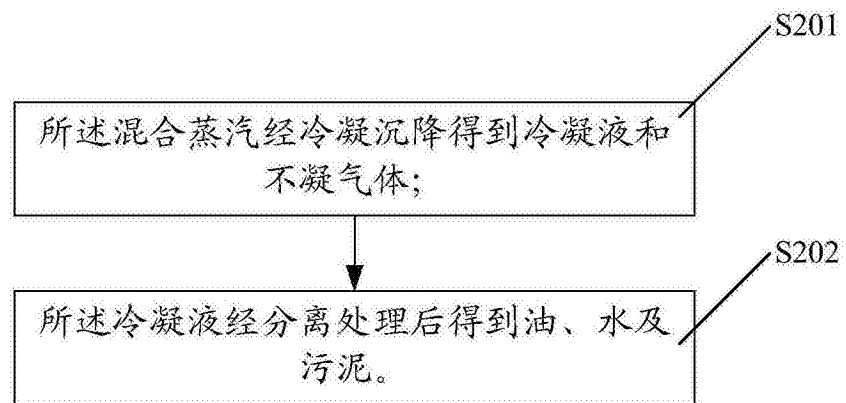 S201
所述混合蒸汽经冷凝沉降得到冷凝液和
不凝气体;
S202
所述冷凝液经分离处理后得到油、水及
污泥。